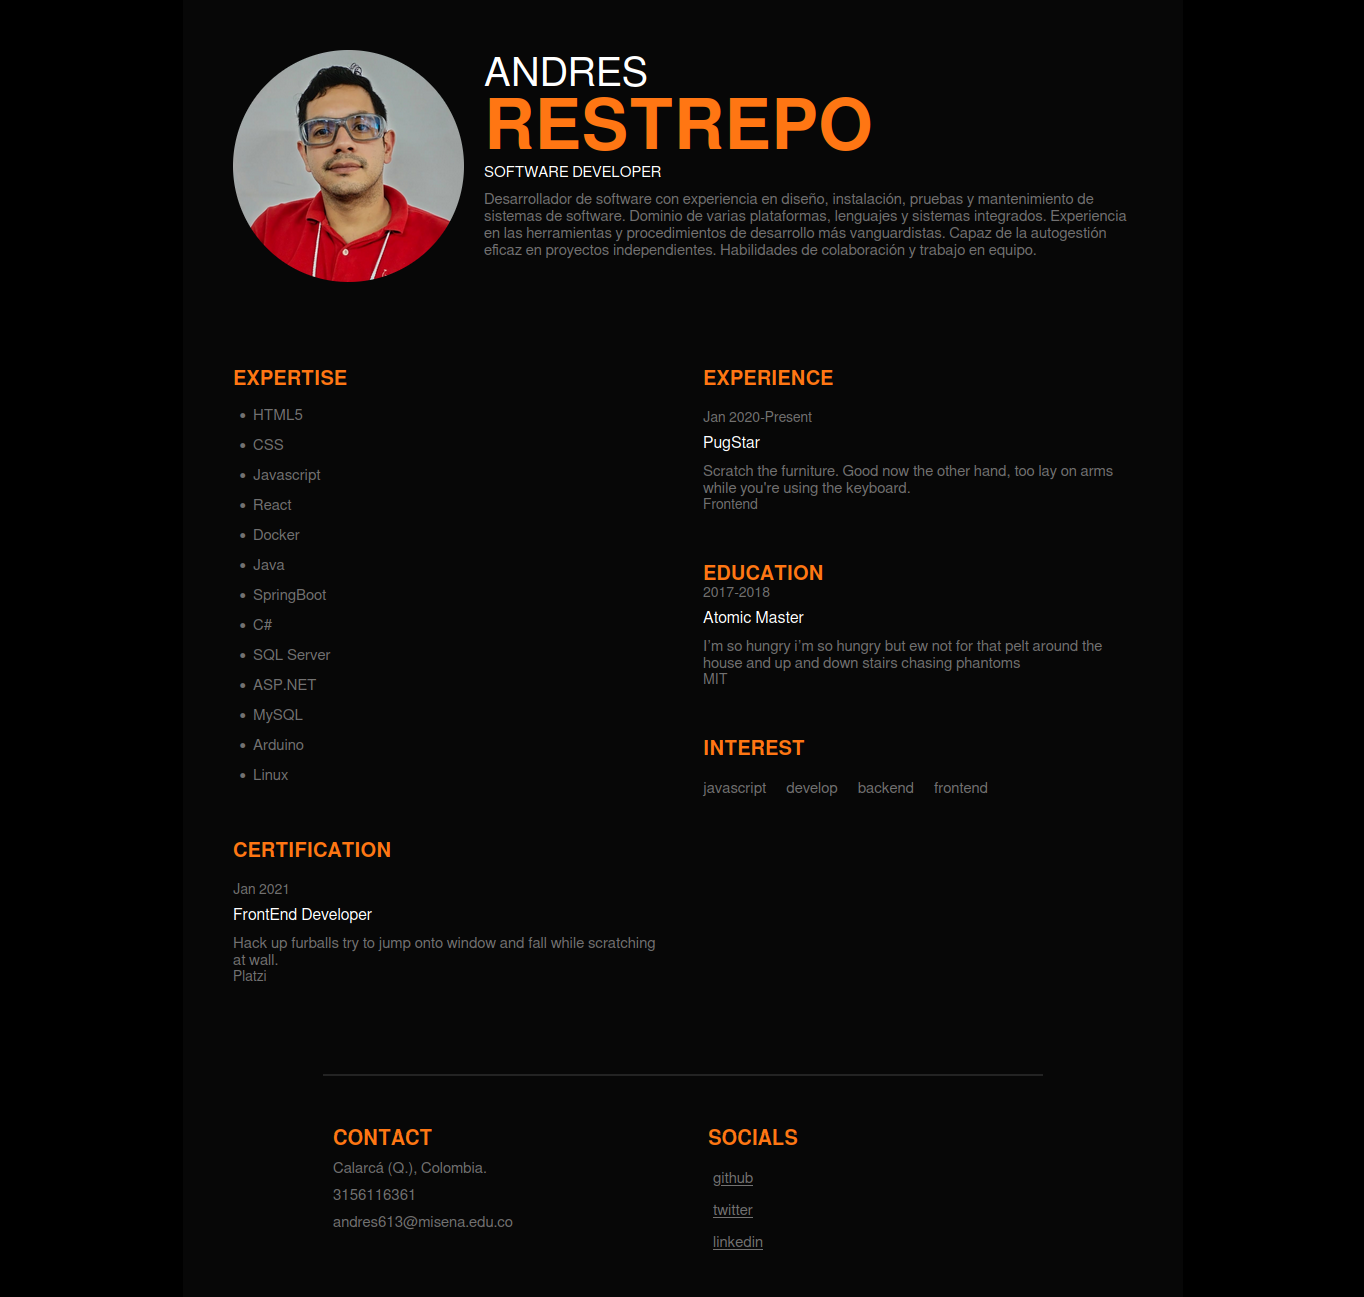 ANDRES
RESTREPO
SOFTWARE DEVELOPER
Desarrollador de software con experiencia en diseño, instalación, pruebas y mantenimiento de
sistemas de software. Dominio de varias plataformas, lenguajes y sistemas integrados. Experiencia
en las herramientas y procedimientos de desarrollo más vanguardistas. Capaz de la autogestión
eficaz en proyectos independientes. Habilidades de colaboración y trabajo en equipo.
EXPERTISE
HTML5
CSS
Javascript
React
Docker
Java
SpringBoot
C#
SQL Server
ASP.NET
MySQL
Arduino
Linux
CERTIFICATION
Jan 2021
FrontEnd Developer
Hack up furballs try to jump onto window and fall while scratching
at wall.
Platzi
EXPERIENCE
Jan 2020-Present
PugStar
Scratch the furniture. Good now the other hand, too lay on arms
while you're using the keyboard.
Frontend
EDUCATION
2017-2018
Atomic Master
I’m so hungry i’m so hungry but ew not for that pelt around the
house and up and down stairs chasing phantoms
MIT
INTEREST
javascript develop backend frontend
CONTACT
Calarcá (Q.), Colombia.
3156116361
andres613@misena.edu.co
SOCIALS
github
twitter
linkedin